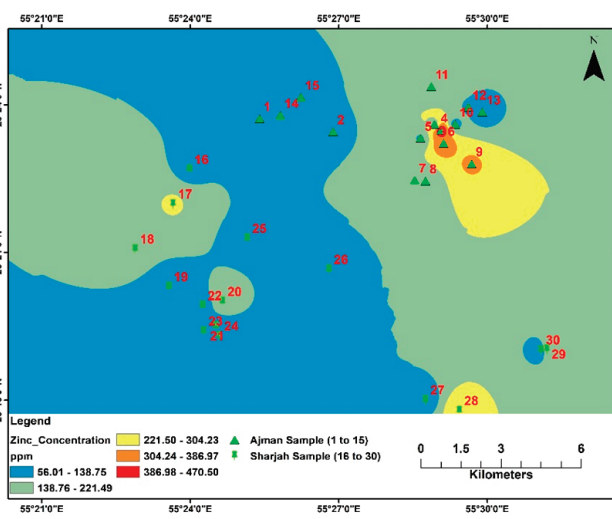 55°21'0"E 55°24'0"E 55°27'0"E 55°30'0"E
N
11
15
12 13
1 14
4 10
2
5 3 6
9
16
7 8
17
25
18
26
19
20
22
23 24
21
30
29
27
28
Legend
Zinc_Concentration
ppm
56.01 - 138.75
138.76 - 221.49
221.50 - 304.23
304.24 - 386.97
386.98 - 470.50
Ajman Sample (1 to 15)
Sharjah Sample (16 to 30)
0 1.5 3 6
Kilometers
55°21'0"E 55°24'0"E 55°27'0"E 55°30'0"E